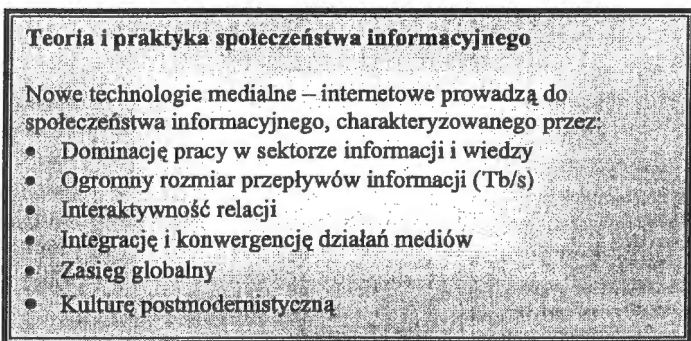 Teoria i praktyka społeczeństwa informacyjnego
Nowe technologie medialne – internetowe prowadzą do
społeczeństwa informacyjnego, charakteryzowanego przez:
• Dominację pracy w sektorze informacji i wiedzy
• Ogromny rozmiar przepływów informacji (Tb/s)
• Interaktywność relacji
• Integrację i konwergencję działań mediów
• Zasięg globalny
• Kulturę postmodernistyczną